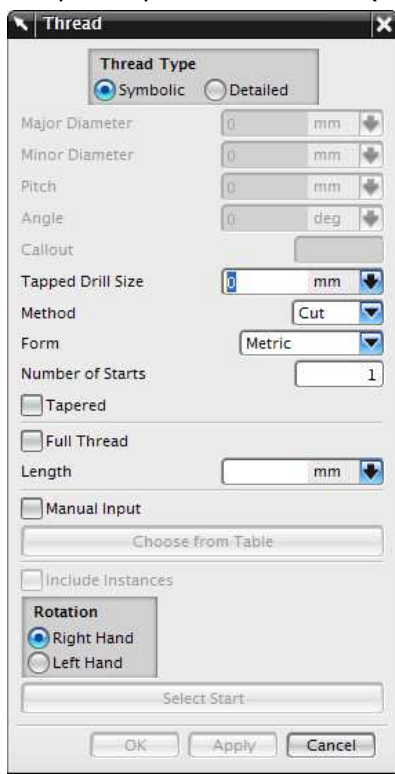 Thread
Thread Type
Symbolic Detailed
Major Diameter 0 mm
Minor Diameter 0 mm
Pitch 0 mm
Angle 0 deg
Callout
Tapped Drill Size 0 mm
Method Cut
Form Metric
Number of Starts 1
Tapered
Full Thread
Length mm
Manual Input
Choose from Table
Include Instances
Rotation
Right Hand
Left Hand
Select Start
OK Apply Cancel